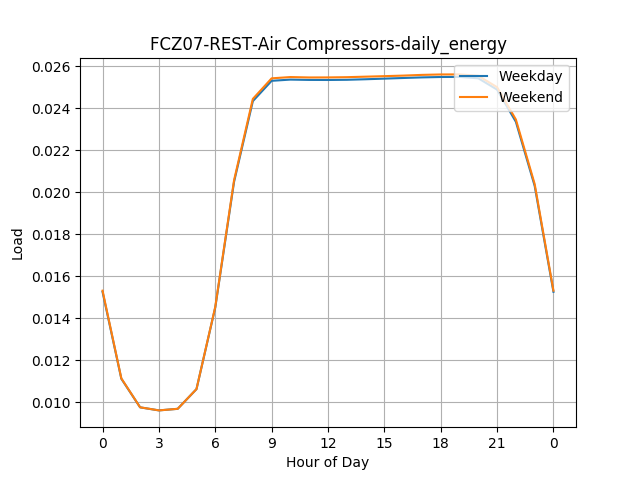 FCZ07-REST-Air Compressors-daily_energy
0.026
0.024
0.022
0.020
0.018
0.016
0.014
0.012
0.010
Load
Weekday
Weekend
0 3 6 9 12 15 18 21 0
Hour of Day